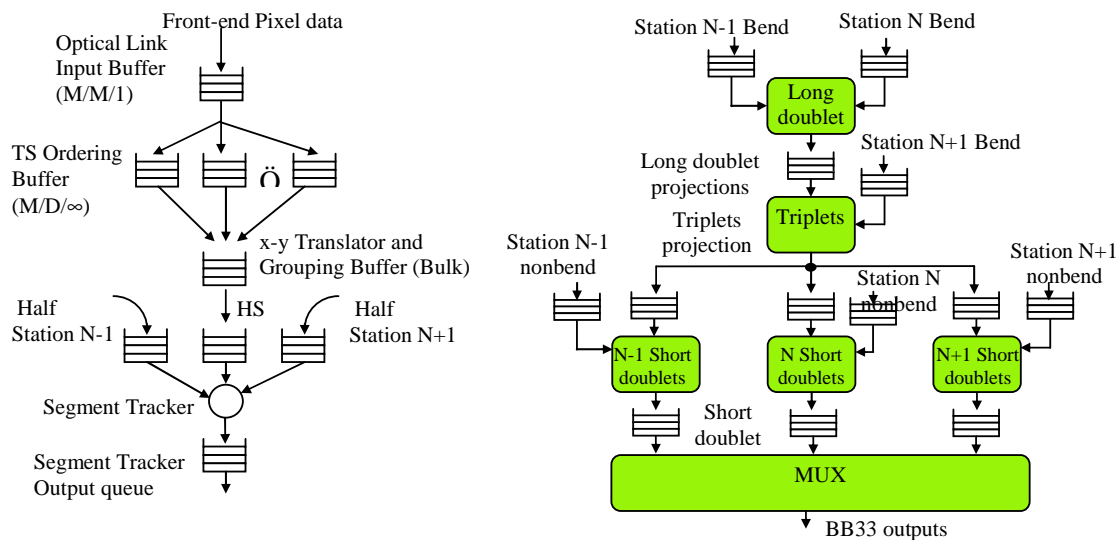 Front-end Pixel data
Optical Link
Input Buffer
(M/M/1)
TS Ordering
Buffer
(M/D/∞)
Ö
x-y Translator and
Grouping Buffer (Bulk)
HS
Half
Station N-1
Half
Station N+1
Segment Tracker
Segment Tracker
Output queue
Station N-1 Bend
Station N Bend
Long
doublet
Long doublet
projections
Station N+1 Bend
Triplets
projection
Triplets
Station N-1
nonbend
Station N
nonbend
Station N+1
nonbend
N-1 Short
doublets
N Short
doublets
N+1 Short
doublets
Short
doublet
MUX
BB33 outputs